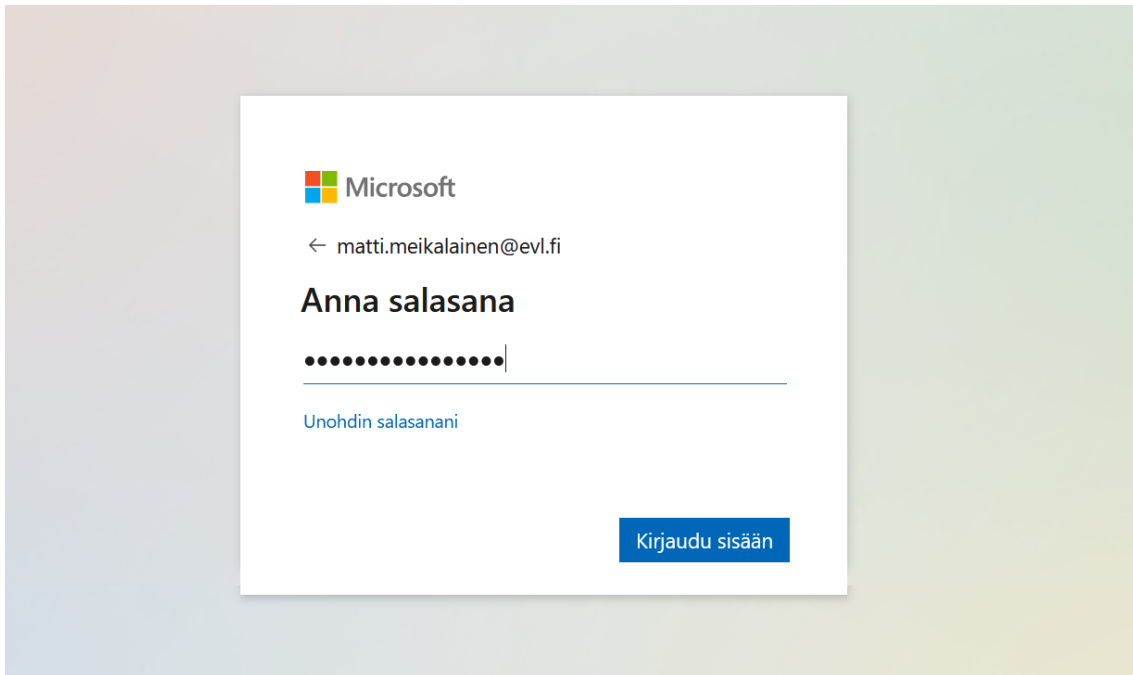 Microsoft
← matti.meikalainen@evl.fi
Anna salasana
••••••••••••••••
Unohdin salasanani
Kirjaudu sisään